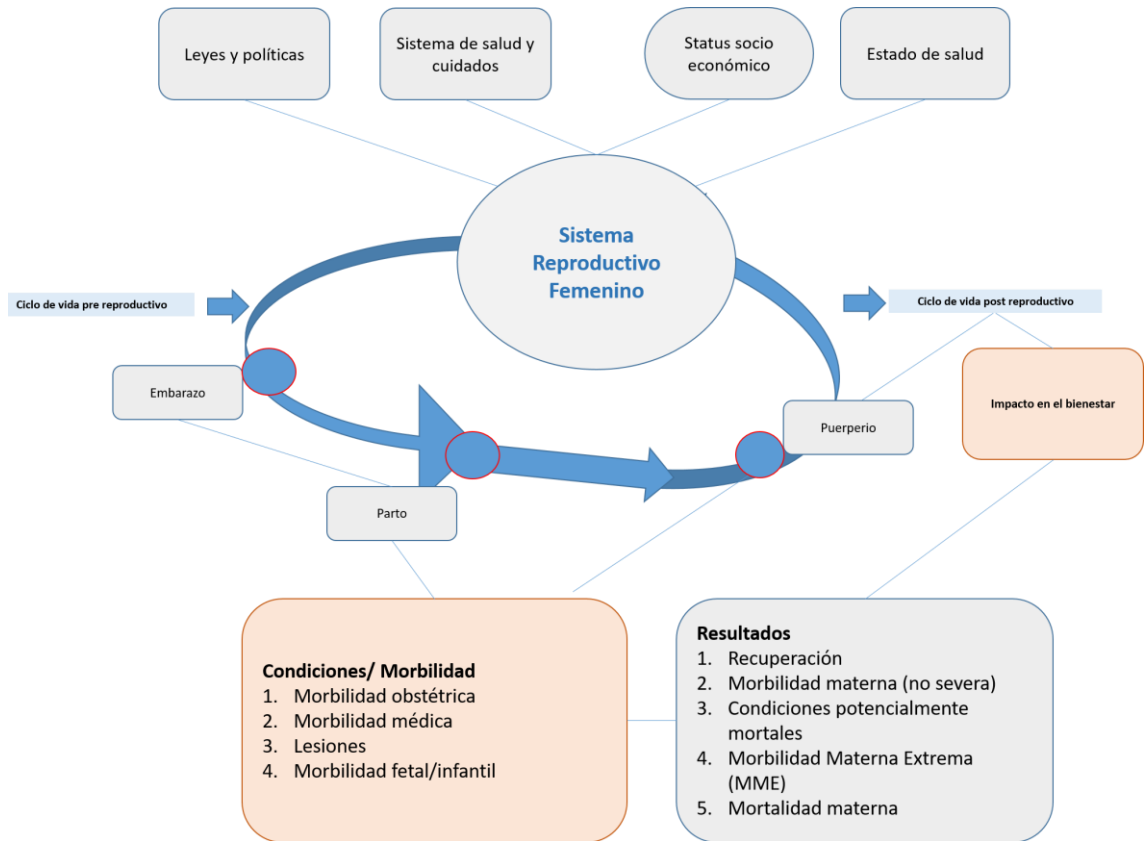 Leyes y políticas
Sistema de salud y
cuidados
Status socio
económico
Estado de salud
Sistema
Reproductivo
Femenino
Ciclo de vida pre reproductivo
Ciclo de vida post reproductivo
Embarazo
Impacto en el bienestar
Puerperio
Parto
Condiciones/ Morbilidad
1. Morbilidad obstétrica
2. Morbilidad médica
3. Lesiones
4. Morbilidad fetal/infantil
Resultados
1. Recuperación
2. Morbilidad materna (no severa)
3. Condiciones potencialmente
mortales
4. Morbilidad Materna Extrema
(MME)
5. Mortalidad materna